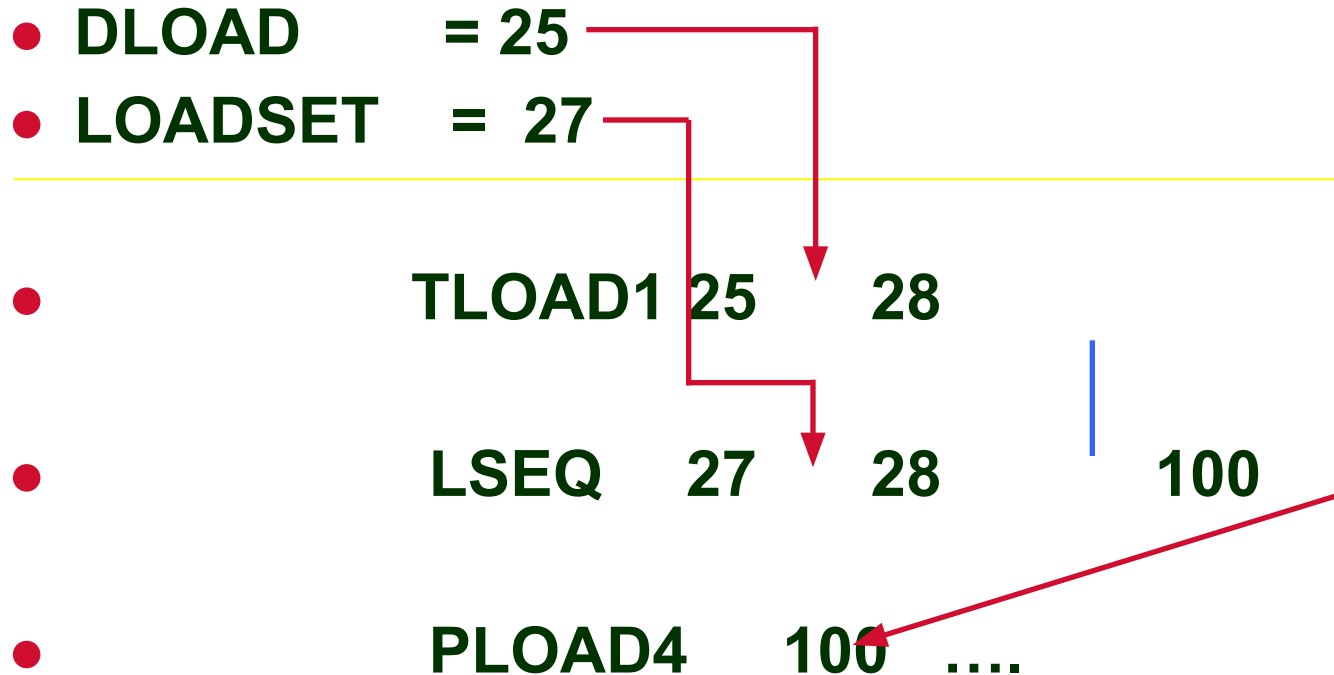 • DLOAD = 25
• LOADSET = 27
• TLOAD1 25 28
• LSEQ 27 28 100
• PLOAD4 100 ....